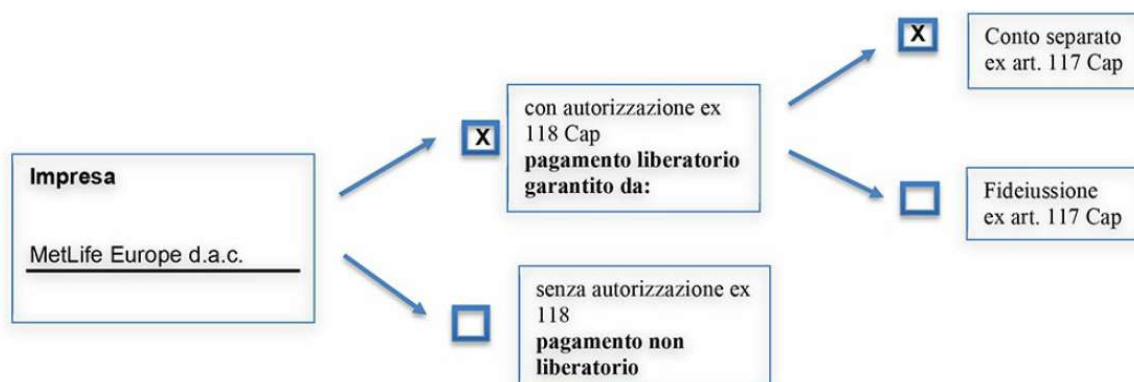 Impresa
MetLife Europe d.a.c.
X
con autorizzazione ex
118 Cap
pagamento liberatorio
garantito da:
X
Conto separato
ex art. 117 Cap
Fideiussione
ex art. 117 Cap
senza autorizzazione ex
118
pagamento non
liberatorio